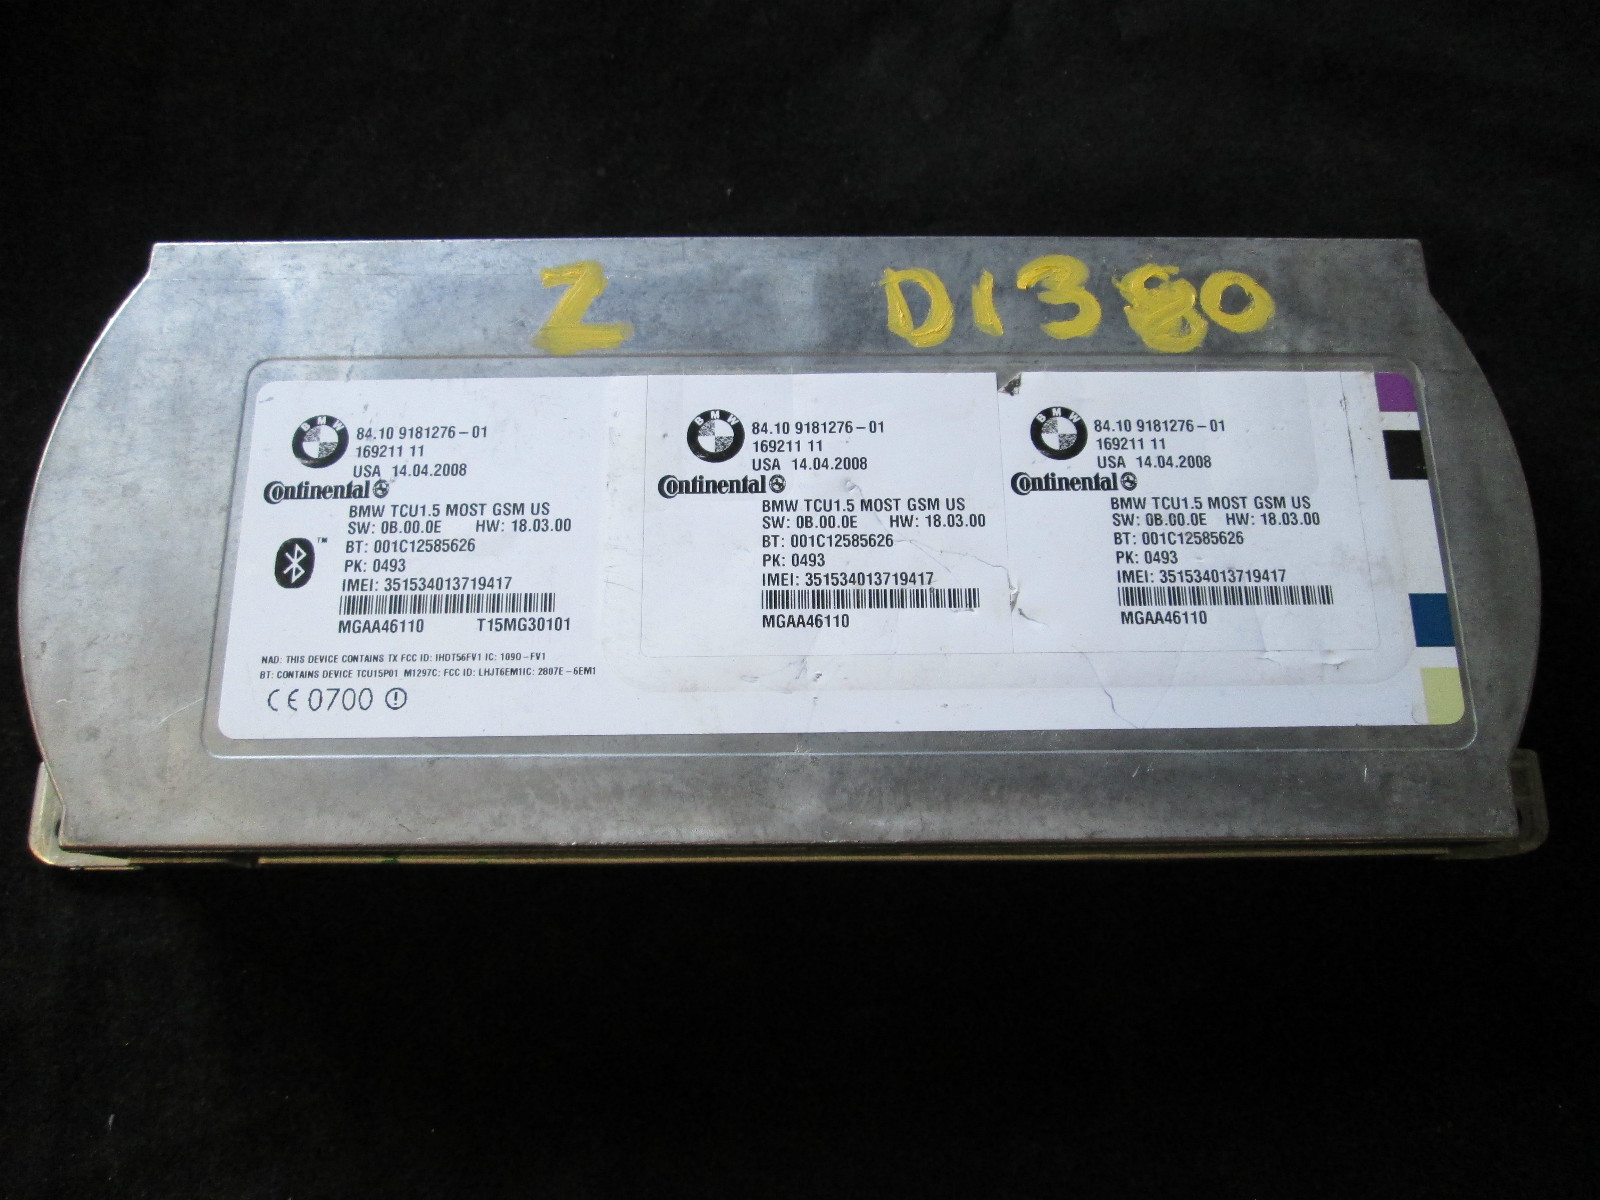 Z D1380
BMW
84.10 9181276-01
169211 11
USA 14.04.2008
Continental
BMW TCU1.5 MOST GSM US
SW: 0B.00.0E HW: 18.03.00
BT: 001C12585626
PK: 0493
IMEI: 351534013719417
MGAA46110 T15MG30101
NAD: THIS DEVICE CONTAINS TX FCC ID: IHDT56FV1 IC: 109O-FV1
BT: CONTAINS DEVICE TCU15P01 M1297C: FCC ID: LHJT6EM1IC: 2807E-6EM1
CE 0700
BMW
84.10 9181276-01
169211 11
USA 14.04.2008
Continental
BMW TCU1.5 MOST GSM US
SW: 0B.00.0E HW: 18.03.00
BT: 001C12585626
PK: 0493
IMEI: 351534013719417
MGAA46110
BMW
84.10 9181276-01
169211 11
USA 14.04.2008
Continental
BMW TCU1.5 MOST GSM US
SW: 0B.00.0E HW: 18.03.00
BT: 001C12585626
PK: 0493
IMEI: 351534013719417
MGAA46110